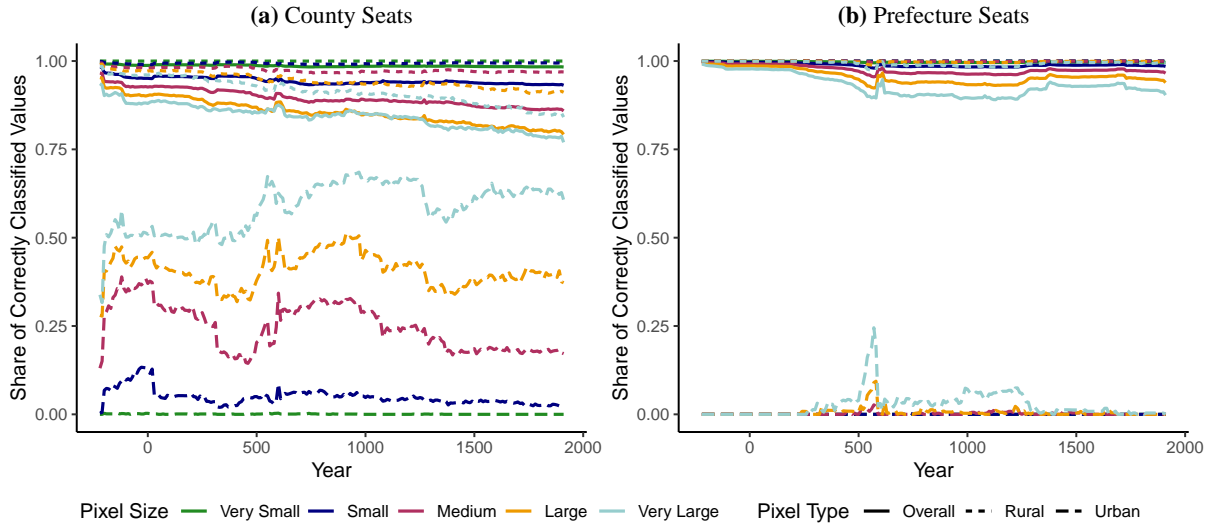 (a) County Seats
(b) Prefecture Seats
Share of Correctly Classified Values
1.00
0.75
0.50
0.25
0.00
0 500 1000 1500 2000
Year
Share of Correctly Classified Values
1.00
0.75
0.50
0.25
0.00
0 500 1000 1500 2000
Year
Pixel Size Very Small Small Medium Large Very Large Pixel Type Overall Rural Urban